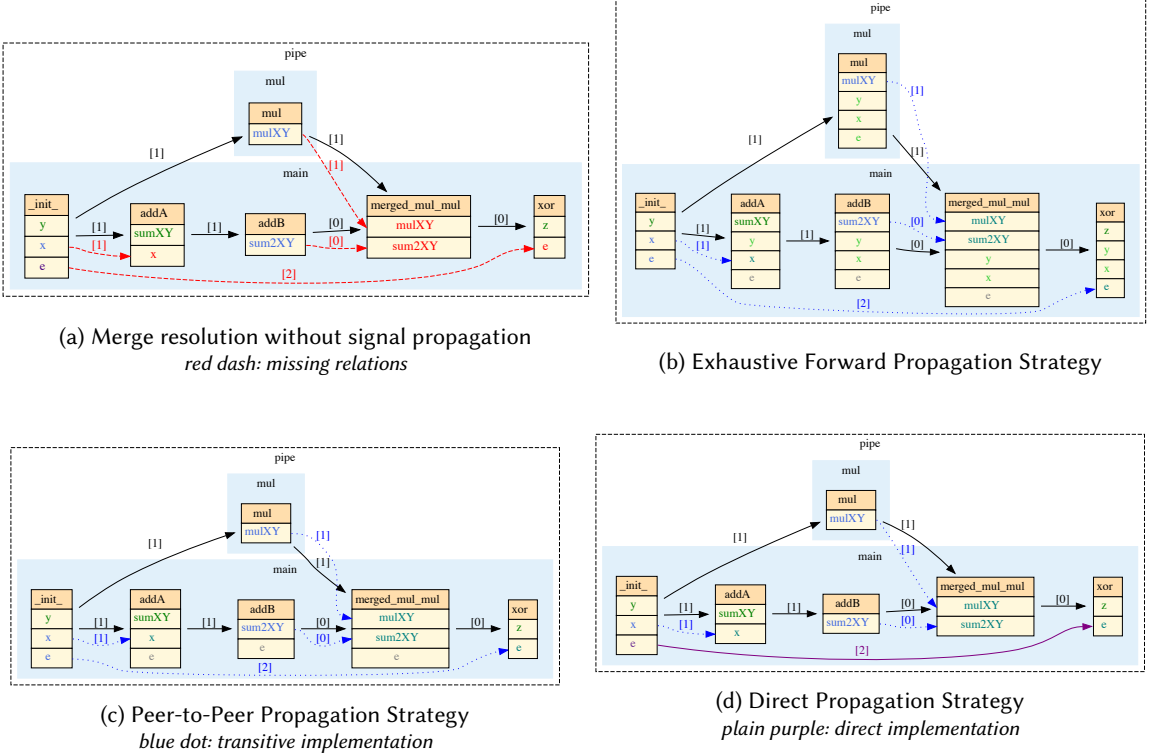 pipe
mul
mul
mulXY
[1]
[1]
[1]
main
_init_
y
x
e
[1]
[1]
addA
sumXY
x
[1]
addB
sum2XY
[0]
[0]
merged_mul_mul
mulXY
sum2XY
[0]
xor
z
e
[2]
(a) Merge resolution without signal propagation
red dash: missing relations
pipe
mul
mul
mulXY
y
x
e
[1]
[1]
[1]
main
_init_
y
x
e
[1]
[1]
addA
sumXY
y
x
e
[1]
addB
sum2XY
y
x
e
[0]
[0]
merged_mul_mul
mulXY
sum2XY
y
x
e
[0]
xor
z
y
x
e
[2]
(b) Exhaustive Forward Propagation Strategy
pipe
mul
mul
mulXY
[1]
[1]
[1]
main
_init_
y
x
e
[1]
[1]
addA
sumXY
x
e
[1]
addB
sum2XY
e
[0]
[0]
merged_mul_mul
mulXY
sum2XY
e
[0]
xor
z
e
[2]
(c) Peer-to-Peer Propagation Strategy
blue dot: transitive implementation
pipe
mul
mul
mulXY
[1]
[1]
[1]
main
_init_
y
x
e
[1]
[1]
addA
sumXY
x
[1]
addB
sum2XY
[0]
[0]
merged_mul_mul
mulXY
sum2XY
[0]
xor
z
e
[2]
(d) Direct Propagation Strategy
plain purple: direct implementation